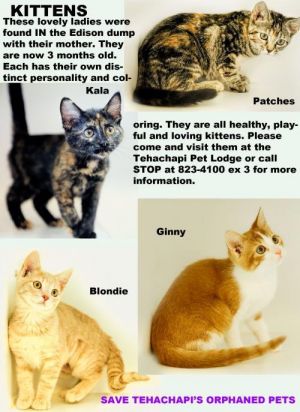 KITTENS
These lovely ladies were
found IN the Edison dump
with their mother. They
are now 3 months old.
Each has their own dis-
tinct personality and col-
Kala
Patches
oring. They are all healthy, play-
ful and loving kittens. Please
come and visit them at the
Tehachapi Pet Lodge or call
STOP at 823-4100 ex 3 for more
information.
Ginny
Blondie
SAVE TEHACHAPI'S ORPHANED PETS